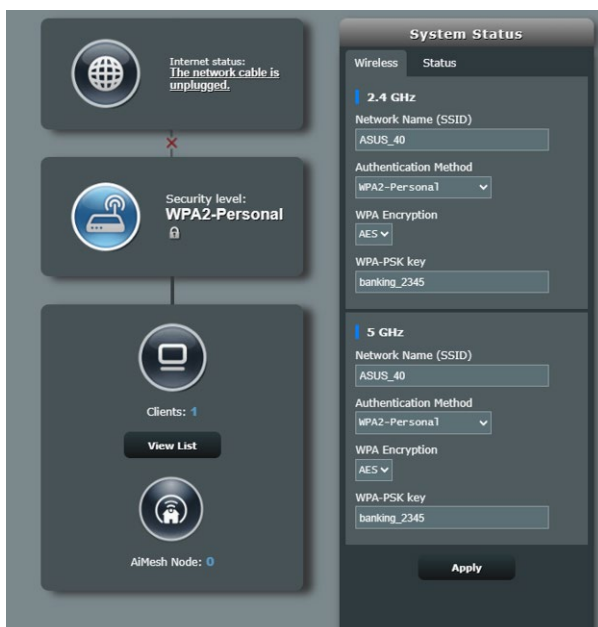 Internet status:
The network cable is
unplugged.
Security level:
WPA2-Personal
Clients: 1
View List
AiMesh Node: 0
System Status
Wireless
Status
2.4 GHz
Network Name (SSID)
ASUS_40
Authentication Method
WPA2-Personal
WPA Encryption
AES
WPA-PSK key
banking_2345
5 GHz
Network Name (SSID)
ASUS_40
Authentication Method
WPA2-Personal
WPA Encryption
AES
WPA-PSK key
banking_2345
Apply